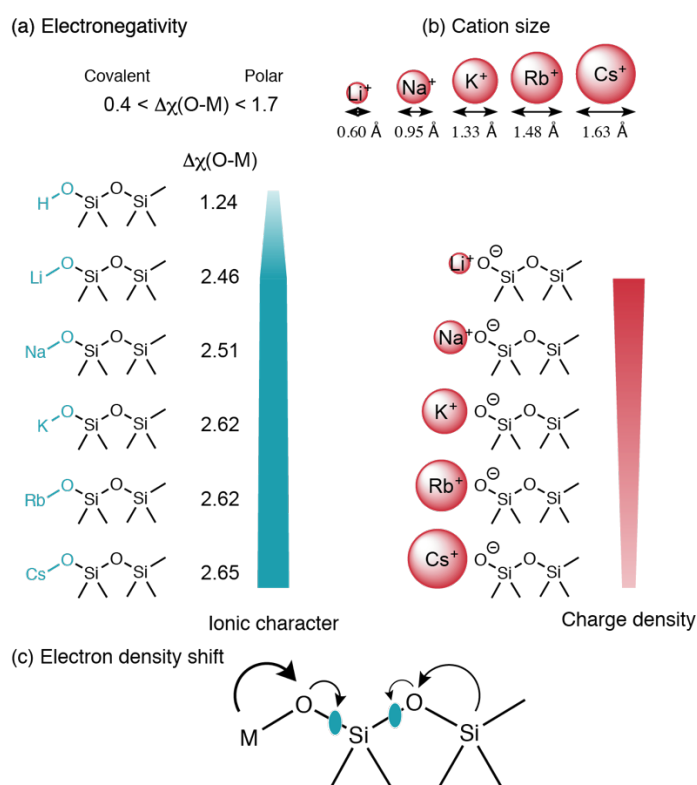 (a) Electronegativity
(b) Cation size
Covalent Polar
0.4 < Δχ(O-M) < 1.7
Li+ Na+ K+ Rb+ Cs+
0.60 Å 0.95 Å 1.33 Å 1.48 Å 1.63 Å
Δχ(O-M)
H O Si O Si 1.24
Li O Si O Si 2.46
Na O Si O Si 2.51
K O Si O Si 2.62
Rb O Si O Si 2.62
Cs O Si O Si 2.65
Ionic character
Li+ O⊖ Si O Si
Na+ O⊖ Si O Si
K+ O⊖ Si O Si
Rb+ O⊖ Si O Si
Cs+ O⊖ Si O Si
Charge density
(c) Electron density shift
M O Si O Si